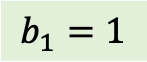 b₁ = 1